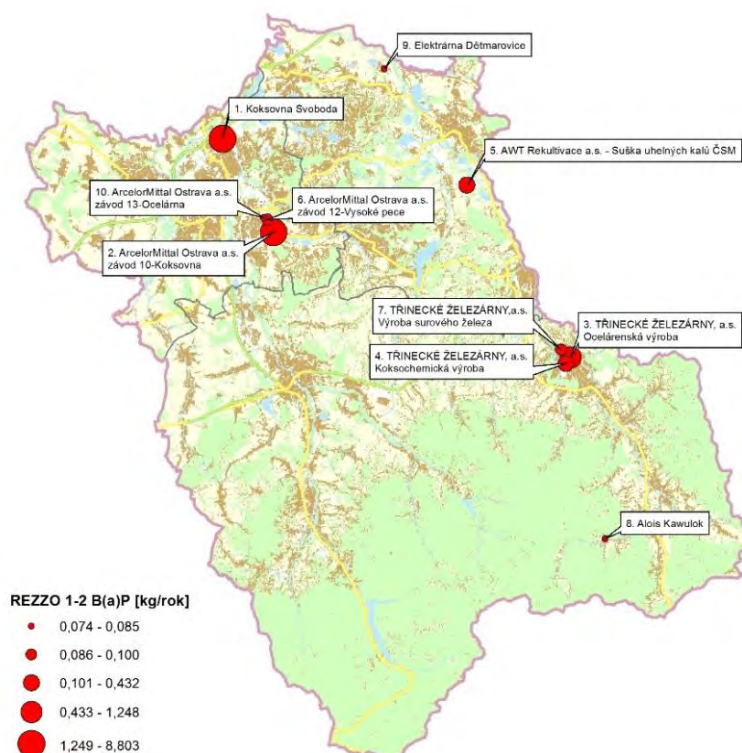 9. Elektrárna Dětmarovice
1. Koksovna Svoboda
5. AWT Rekultivace a.s. - Suška uhelných kalů ČSM
10. ArcelorMittal Ostrava a.s.
závod 13-Ocelárna
6. ArcelorMittal Ostrava a.s.
závod 12-Vysoké pece
2. ArcelorMittal Ostrava a.s.
závod 10-Koksovna
7. TŘINECKÉ ŽELEZÁRNY,a.s.
Výroba surového železa
3. TŘINECKÉ ŽELEZÁRNY, a.s.
Ocelárenská výroba
4. TŘINECKÉ ŽELEZÁRNY, a.s.
Koksochemická výroba
8. Alois Kawulok
REZZO 1-2 B(a)P [kg/rok]
0,074 - 0,085
0,086 - 0,100
0,101 - 0,432
0,433 - 1,248
1,249 - 8,803